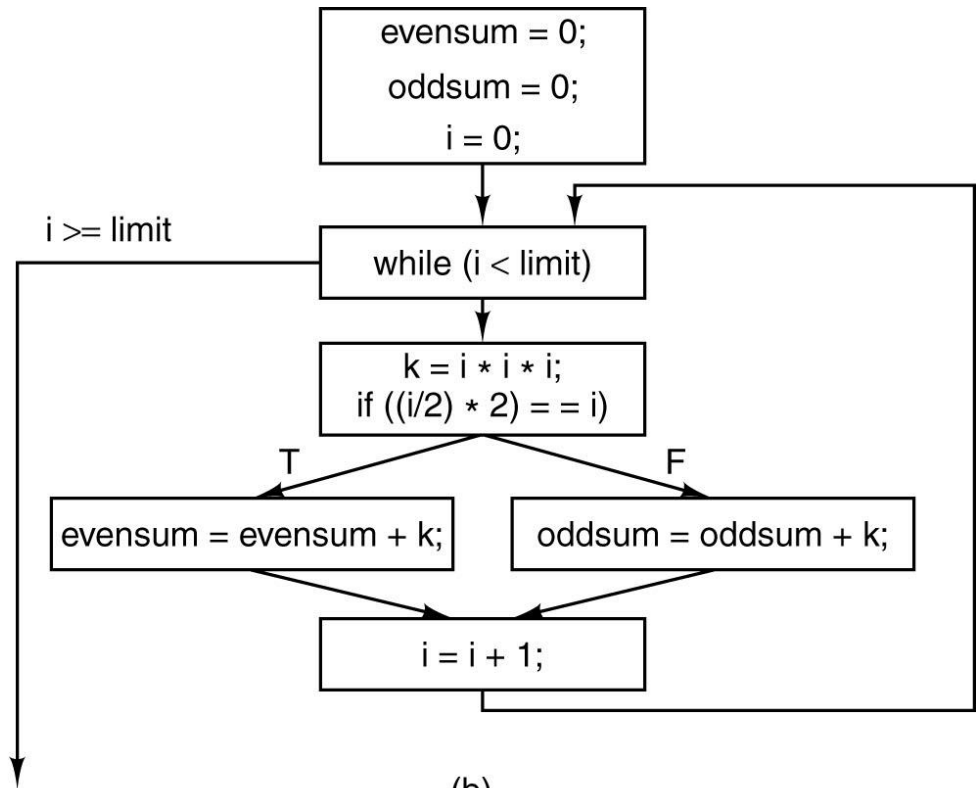 evensum = 0;
oddsum = 0;
i = 0;
i >= limit
while (i < limit)
k = i * i * i;
if ((i/2) * 2) = = i)
T
F
evensum = evensum + k;
oddsum = oddsum + k;
i = i + 1;
(b)